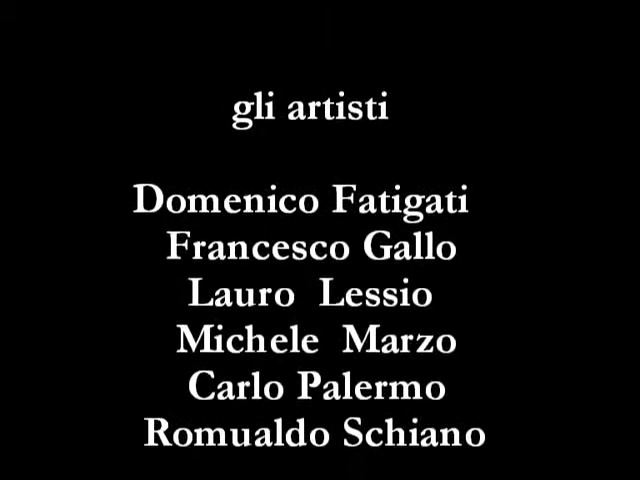 gli artisti
Domenico Fatigati
Francesco Gallo
Lauro Lessio
Michele Marzo
Carlo Palermo
Romualdo Schiano